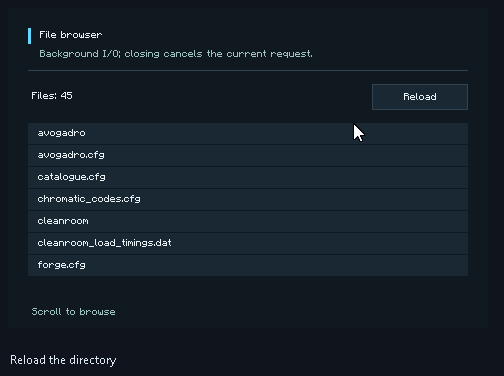 File browser
Background I/O; closing cancels the current request.
Files: 45
Reload
avogadro
avogadro.cfg
catalogue.cfg
chromatic_codes.cfg
cleanroom
cleanroom_load_timings.dat
forge.cfg
Scroll to browse
Reload the directory